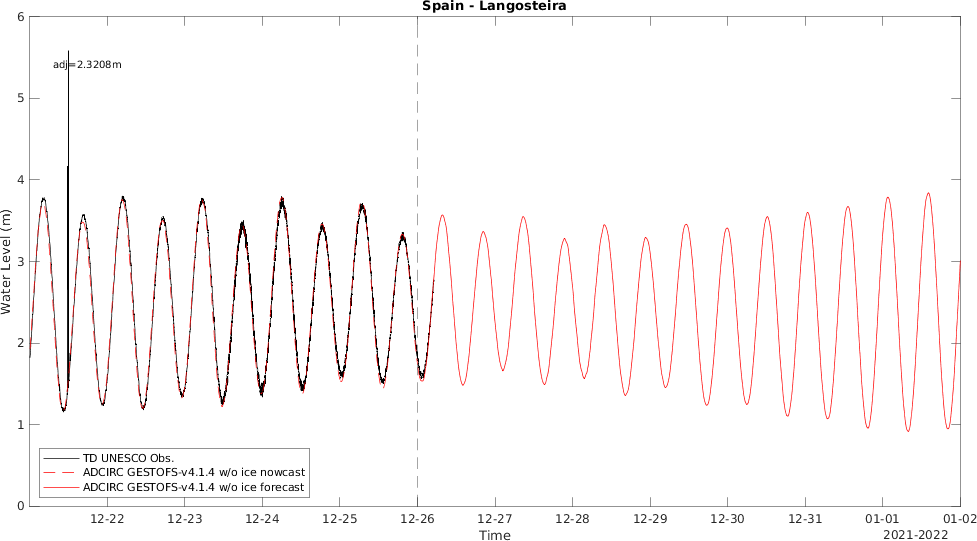 Spain - Langosteira
6
adj=2.3208m
5
4
3
2
1
0
Water Level (m)
TD UNESCO Obs.
ADCIRC GESTOFS-v4.1.4 w/o ice nowcast
ADCIRC GESTOFS-v4.1.4 w/o ice forecast
12-22 12-23 12-24 12-25 12-26 12-27 12-28 12-29 12-30 12-31 01-01 01-02
Time
2021-2022